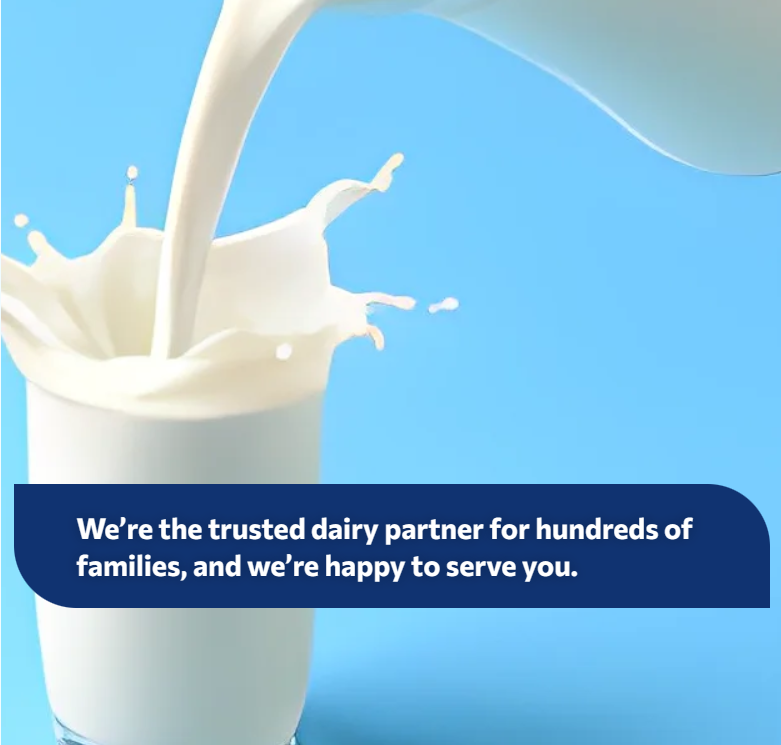 We’re the trusted dairy partner for hundreds of
families, and we’re happy to serve you.